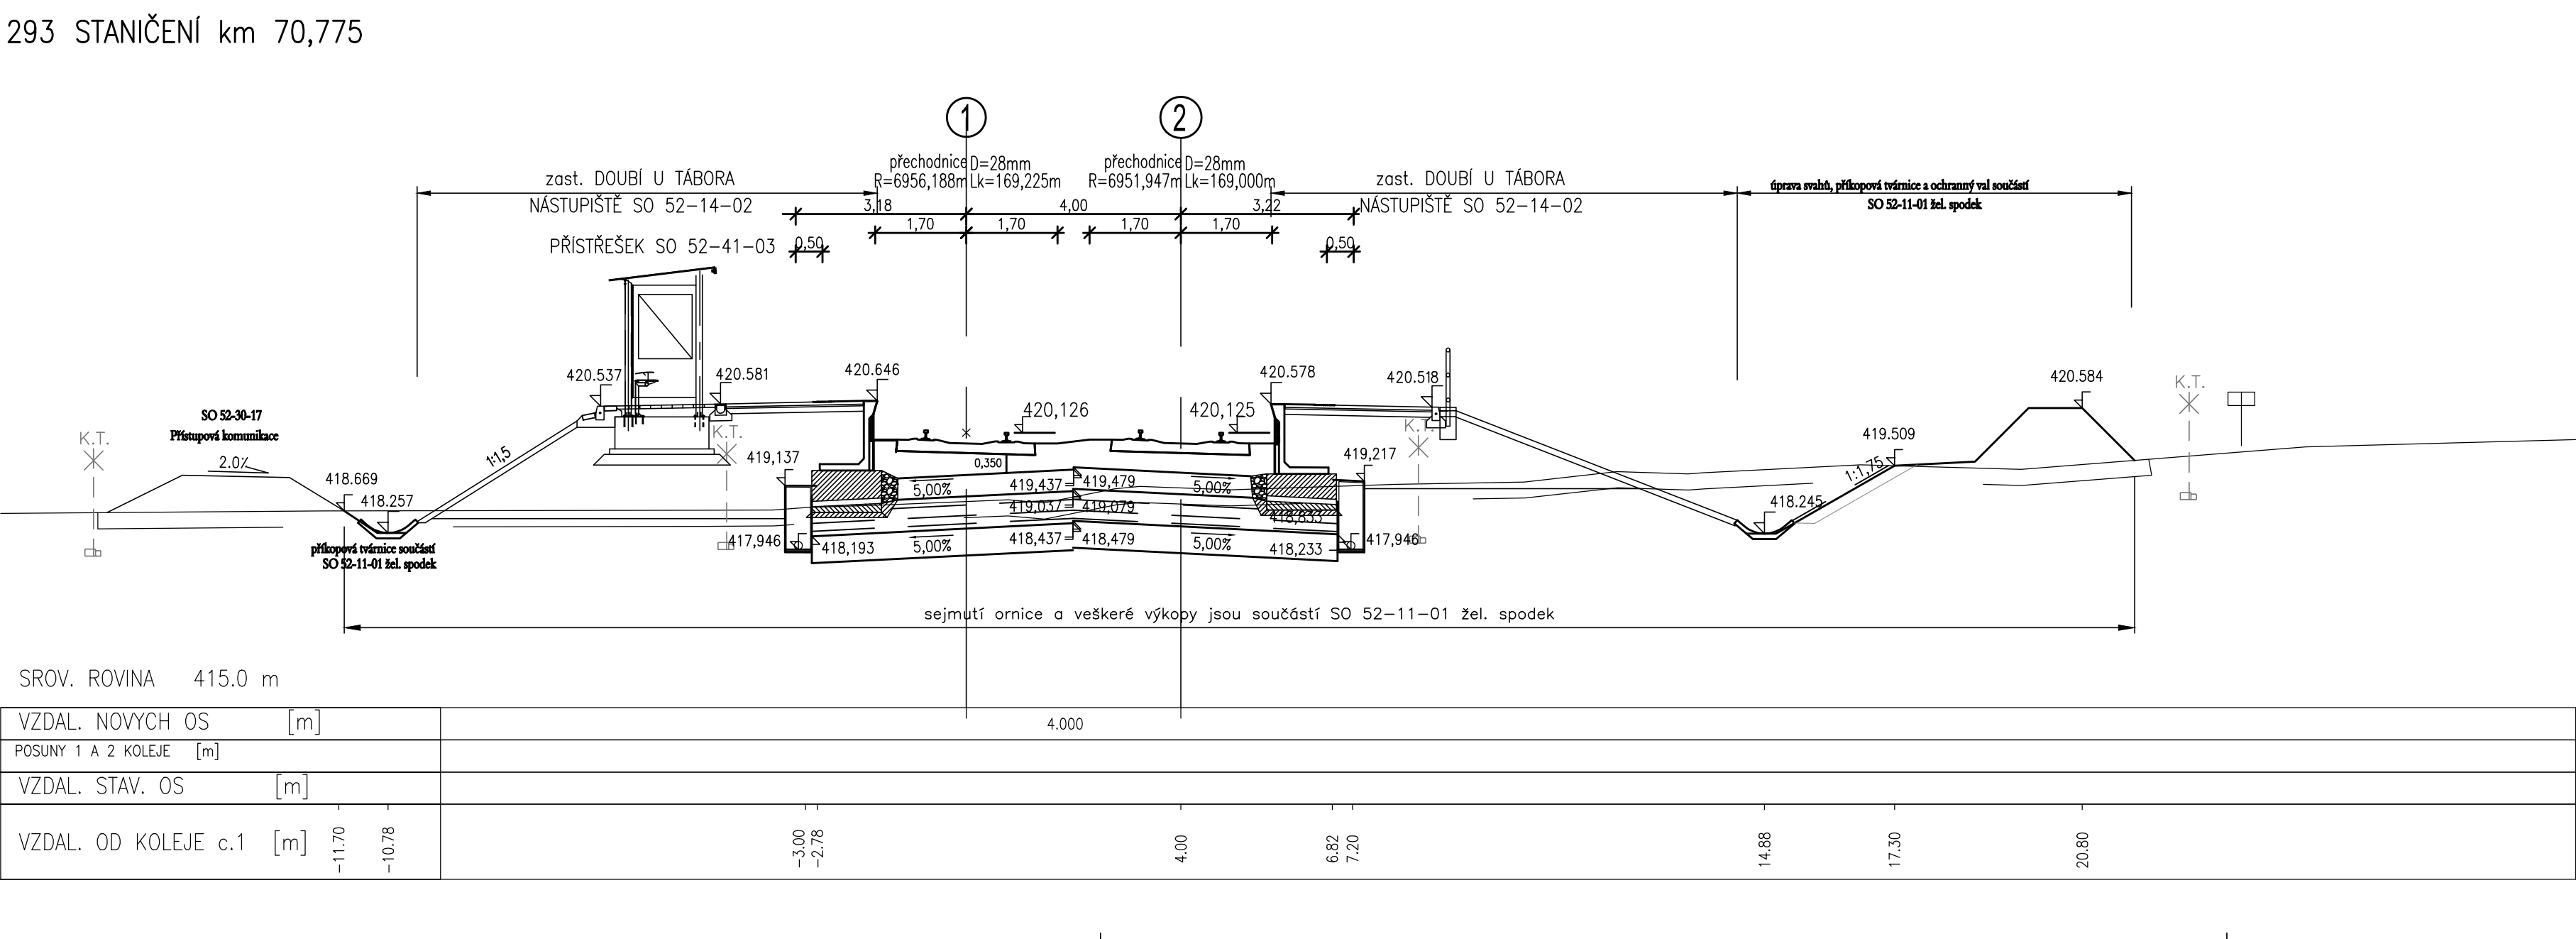 293 STANIČENÍ km 70,775
1
2
přechodnice D=28mm
R=6956,188m Lk=169,225m
přechodnice D=28mm
R=6951,947m Lk=169,000m
zast. DOUBÍ U TÁBORA
NÁSTUPIŠTĚ SO 52-14-02
PŘÍSTŘEŠEK SO 52-41-03
zast. DOUBÍ U TÁBORA
NÁSTUPIŠTĚ SO 52-14-02
úprava svahů, příkopová tvárnice a ochranný val součástí
SO 52-11-01 žel. spodek
3,18
4,00
3,22
1,70
1,70
1,70
1,70
0,50
0,50
420.537
420.581
420.646
420.578
420.518
420.584
420,126
420,125
SO 52-30-17
Přístupová komunikace
K.T.
K.T.
K.T.
K.T.
2.0%
1:1,5
418.669
418.257
419,137
0,350
419,217
419.509
1:1,75
418.245
5,00%
419,437
419,479
5,00%
419,037
419,079
418,833
417,946
418,193
5,00%
418,437
418,479
5,00%
418,233
417,946
příkopová tvárnice součástí
SO 52-11-01 žel. spodek
sejmutí ornice a veškeré výkopy jsou součástí SO 52-11-01 žel. spodek
SROV. ROVINA 415.0 m
VZDAL. NOVYCH OS [m]
4.000
POSUNY 1 A 2 KOLEJE [m]
VZDAL. STAV. OS [m]
VZDAL. OD KOLEJE c.1 [m]
-11.70
-10.78
-3.00
-2.78
4.00
6.82
7.20
14.88
17.30
20.80